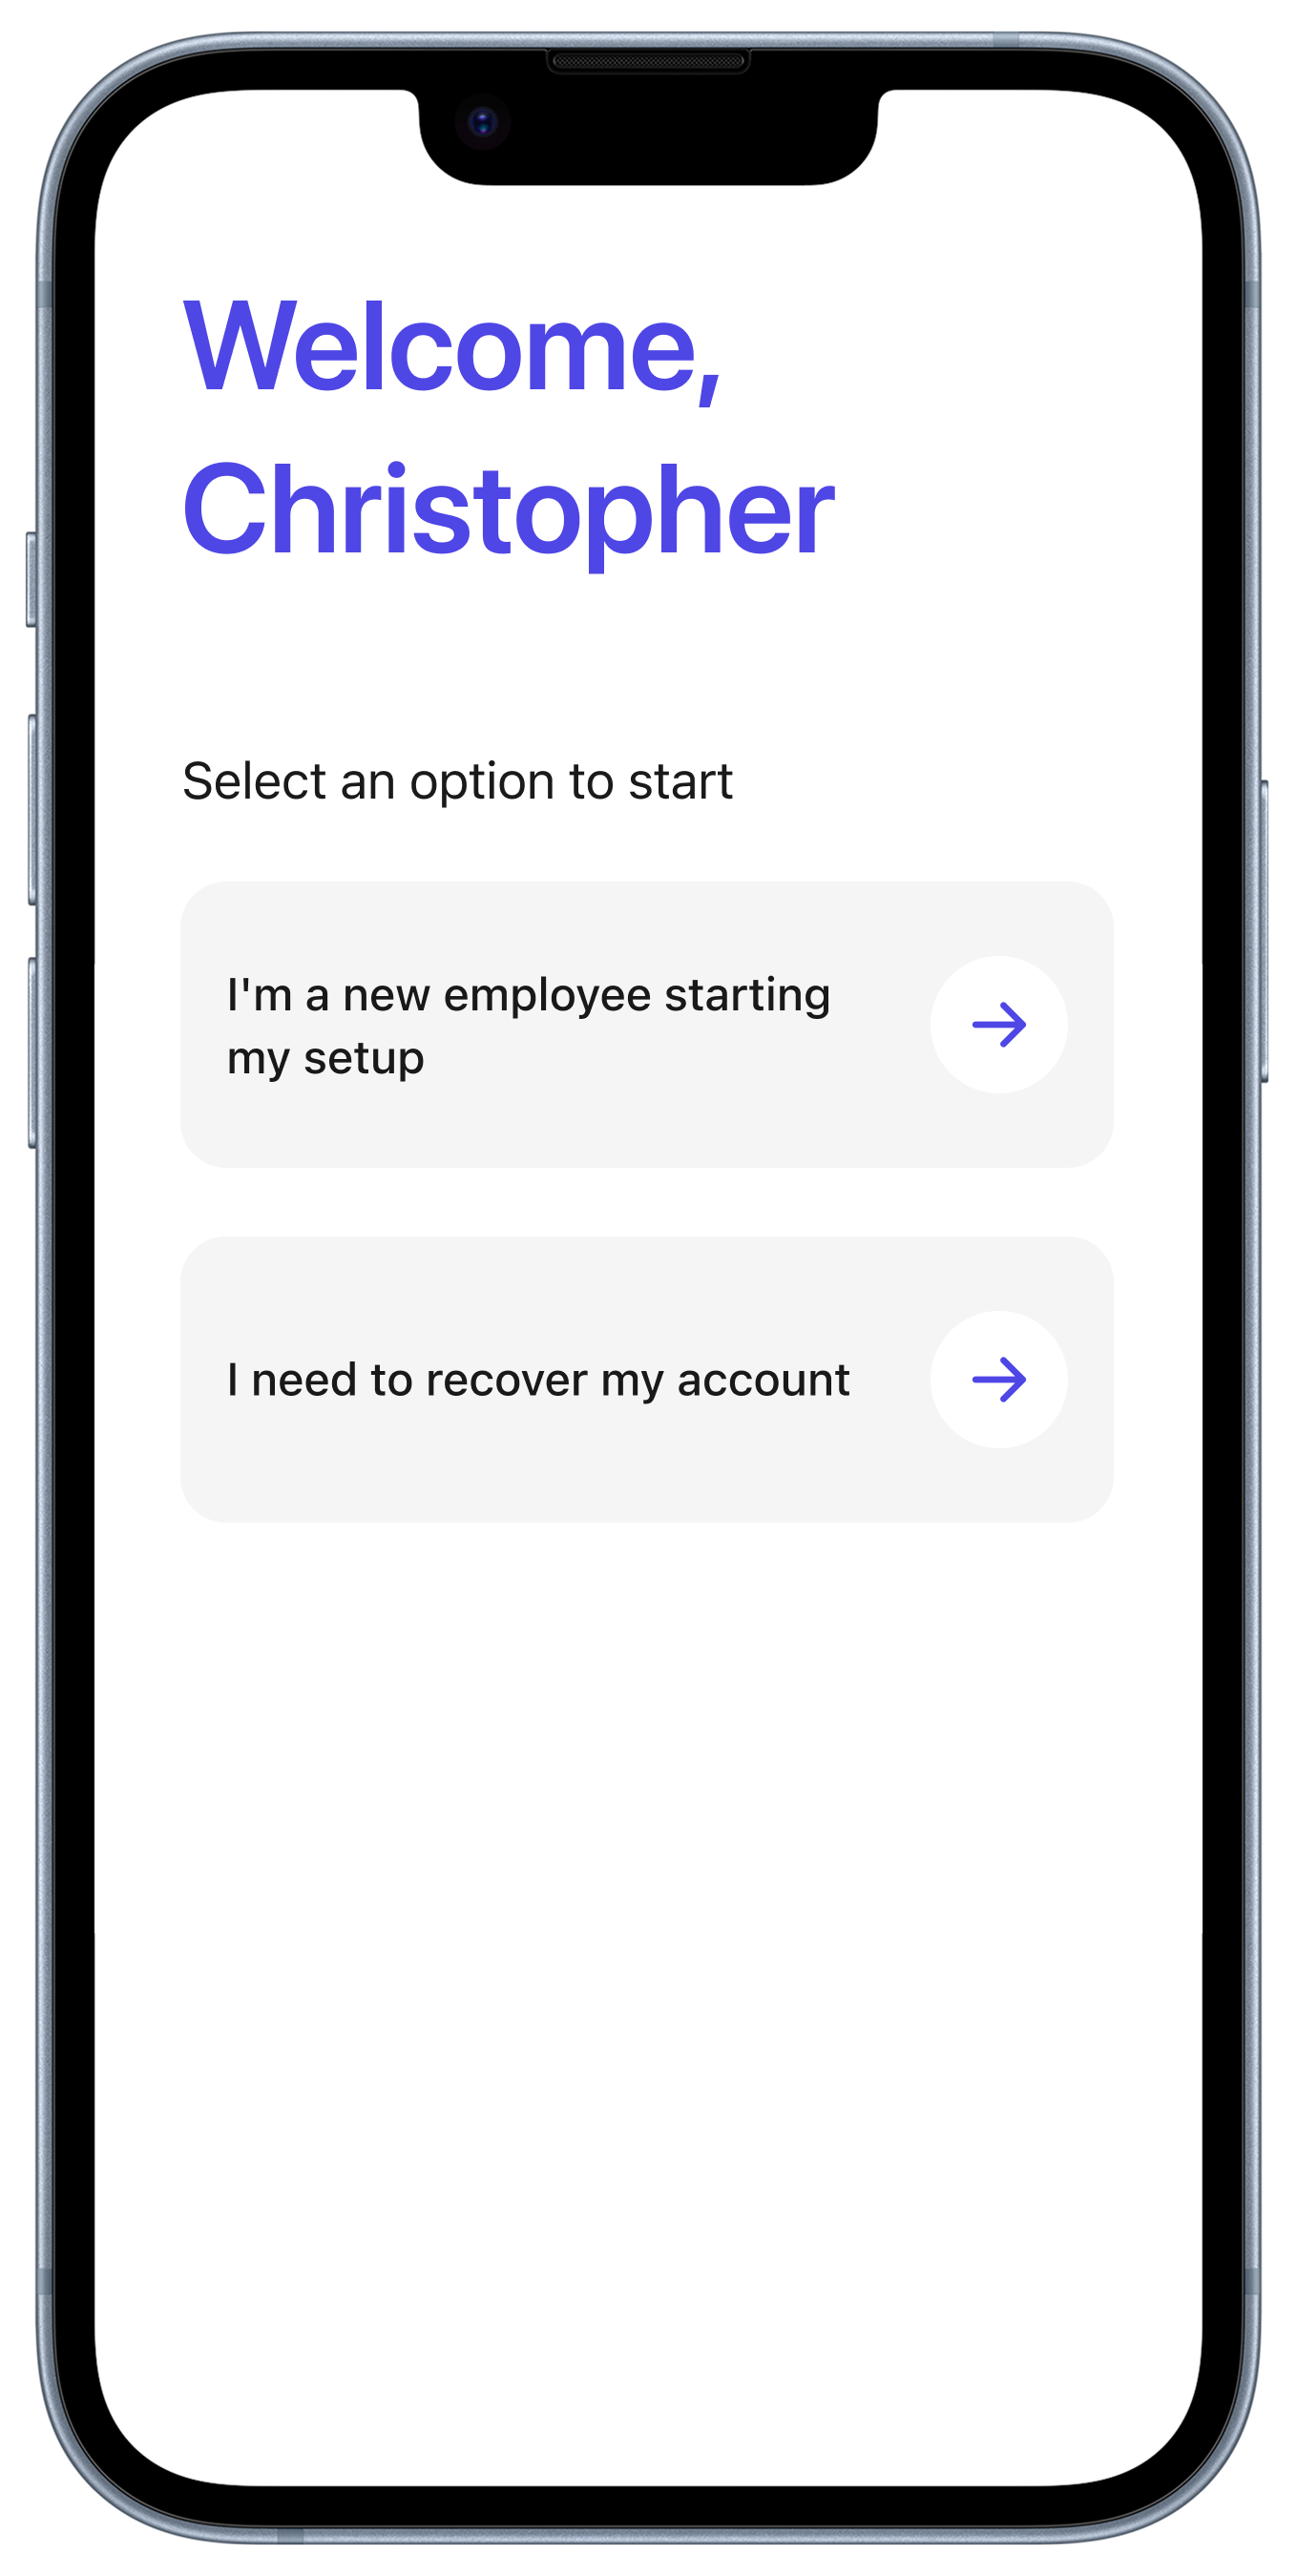 Welcome,
Christopher
Select an option to start
I'm a new employee starting
my setup
I need to recover my account